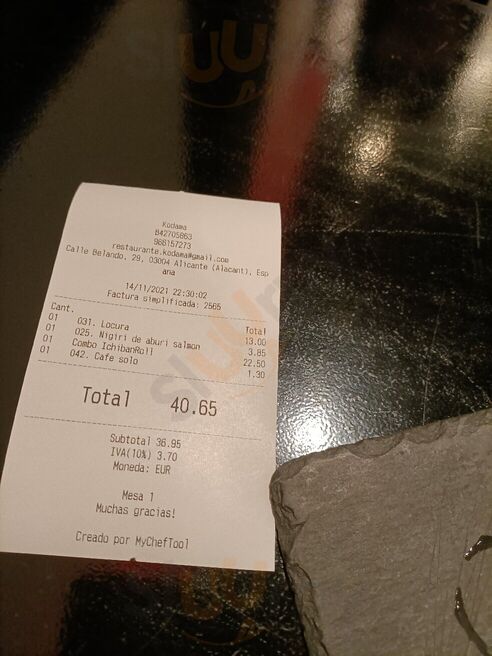 Kodama
B42705863
966157273
restaurante.kodama@gmail.com
Calle Belando, 29, 03004 Alicante (Alacant), Esp
ana
14/11/2021 22:30:02
Factura simplificada: 2565
Cant. Total
01 031. Locura 13.00
01 025. Nigiri de aburi salmon 3.85
01 Combo IchibanRoll 22.50
01 042. Cafe solo 1.30
Total 40.65
Subtotal 36.95
IVA(10%) 3.70
Moneda: EUR
Mesa 1
Muchas gracias!
Creado por MyChefTool
sluurpy